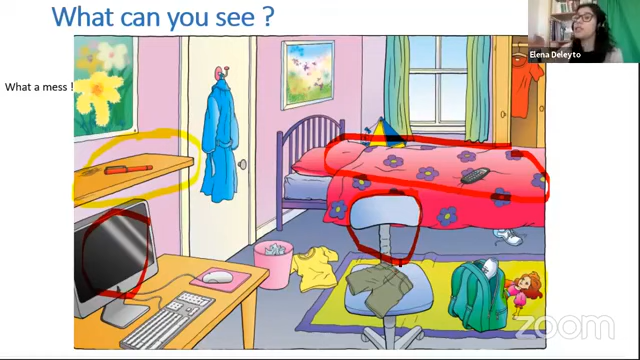 What can you see ?
Elena Deleyto
What a mess !
zoom